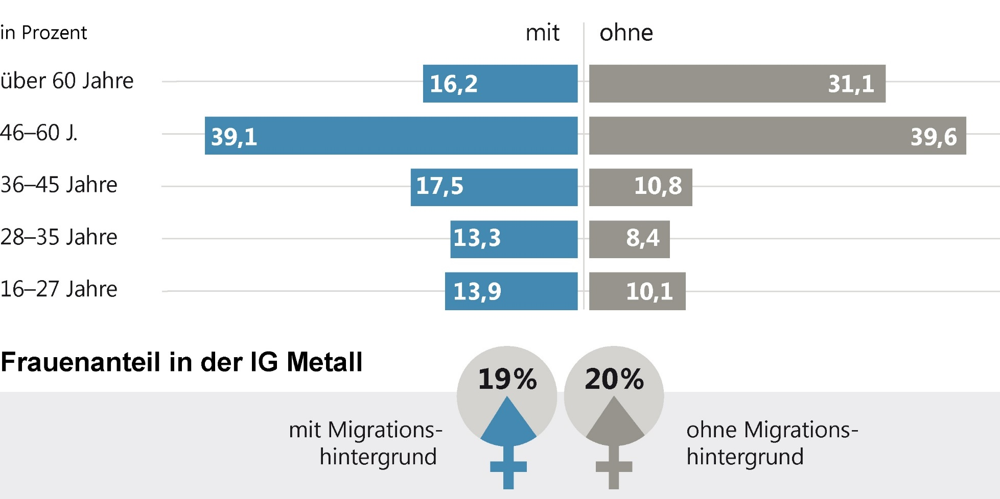 in Prozent mit ohne
über 60 Jahre 16,2 31,1
46–60 J. 39,1 39,6
36–45 Jahre 17,5 10,8
28–35 Jahre 13,3 8,4
16–27 Jahre 13,9 10,1
Frauenanteil in der IG Metall 19% 20%
mit Migrations-
hintergrund
ohne Migrations-
hintergrund